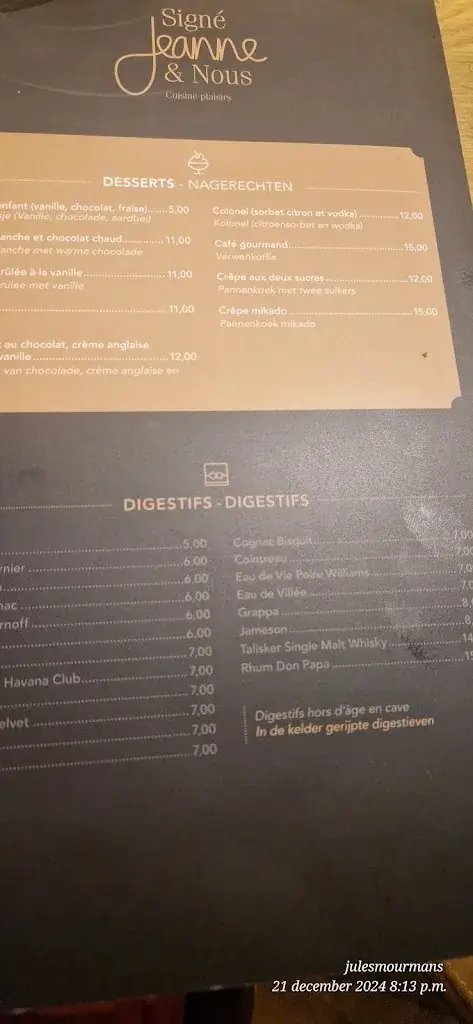 Signé
Jeanne
& Nous
Cuisine plaisirs
DESSERTS - NAGERECHTEN
enfant (vanille, chocolat, fraise)......5,00
(Vanille, chocolade, aardbei)
anche et chocolat chaud................11,00
anche met warme chocolade
rûlée à la vanille................11,00
rulee met vanille
11,00
au chocolat, crème anglaise
vanille................12,00
van chocolade, crème anglaise en
Colonel (sorbet citron et vodka)................12,00
Kolonel (citroensorbet en wodka)
Café gourmand................15,00
Verwenkoffie
Crêpe aux deux sucres................12,00
Pannenkoek met twee suikers
Crêpe mikado................15,00
Pannenkoek mikado
DIGESTIFS - DIGESTIFS
5,00
rnier................6,00
6,00
nac................6,00
rnoff................6,00
6,00
7,00
Havana Club................7,00
7,00
elvet................7,00
7,00
7,00
Cognac Bisquit................7,00
Cointreau
Eau de Vie Poire Williams
Eau de Villée
Grappa
Jameson
Talisker Single Malt Whisky
Rhum Don Papa
Digestifs hors d'âge en cave
In de kelder gerijpte digestieven
julesmourmans
21 december 2024 8:13 p.m.